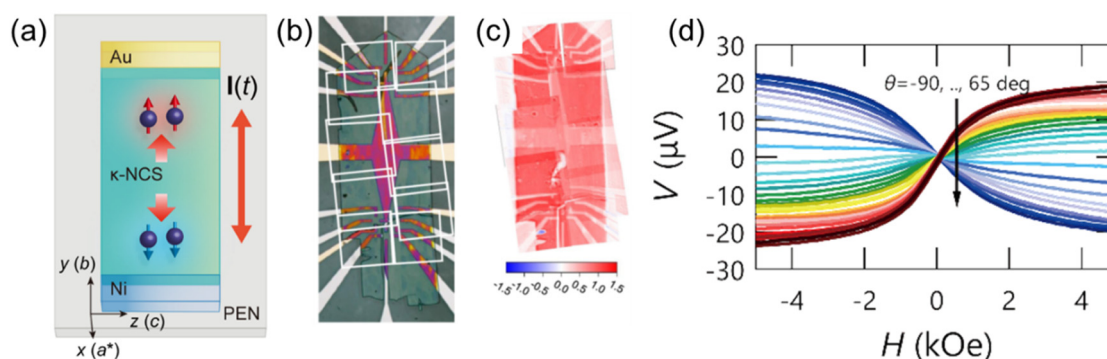 (a)
Au
I(t)
κ-NCS
Ni
y (b)
z (c)
x (a*)
PEN
(b)
(c)
-1.5 -1.0 -0.5 0.0 0.5 1.0 1.5
(d)
30
20
10
0
-10
-20
-30
V (μV)
θ=-90, .., 65 deg
-4 -2 0 2 4
H (kOe)